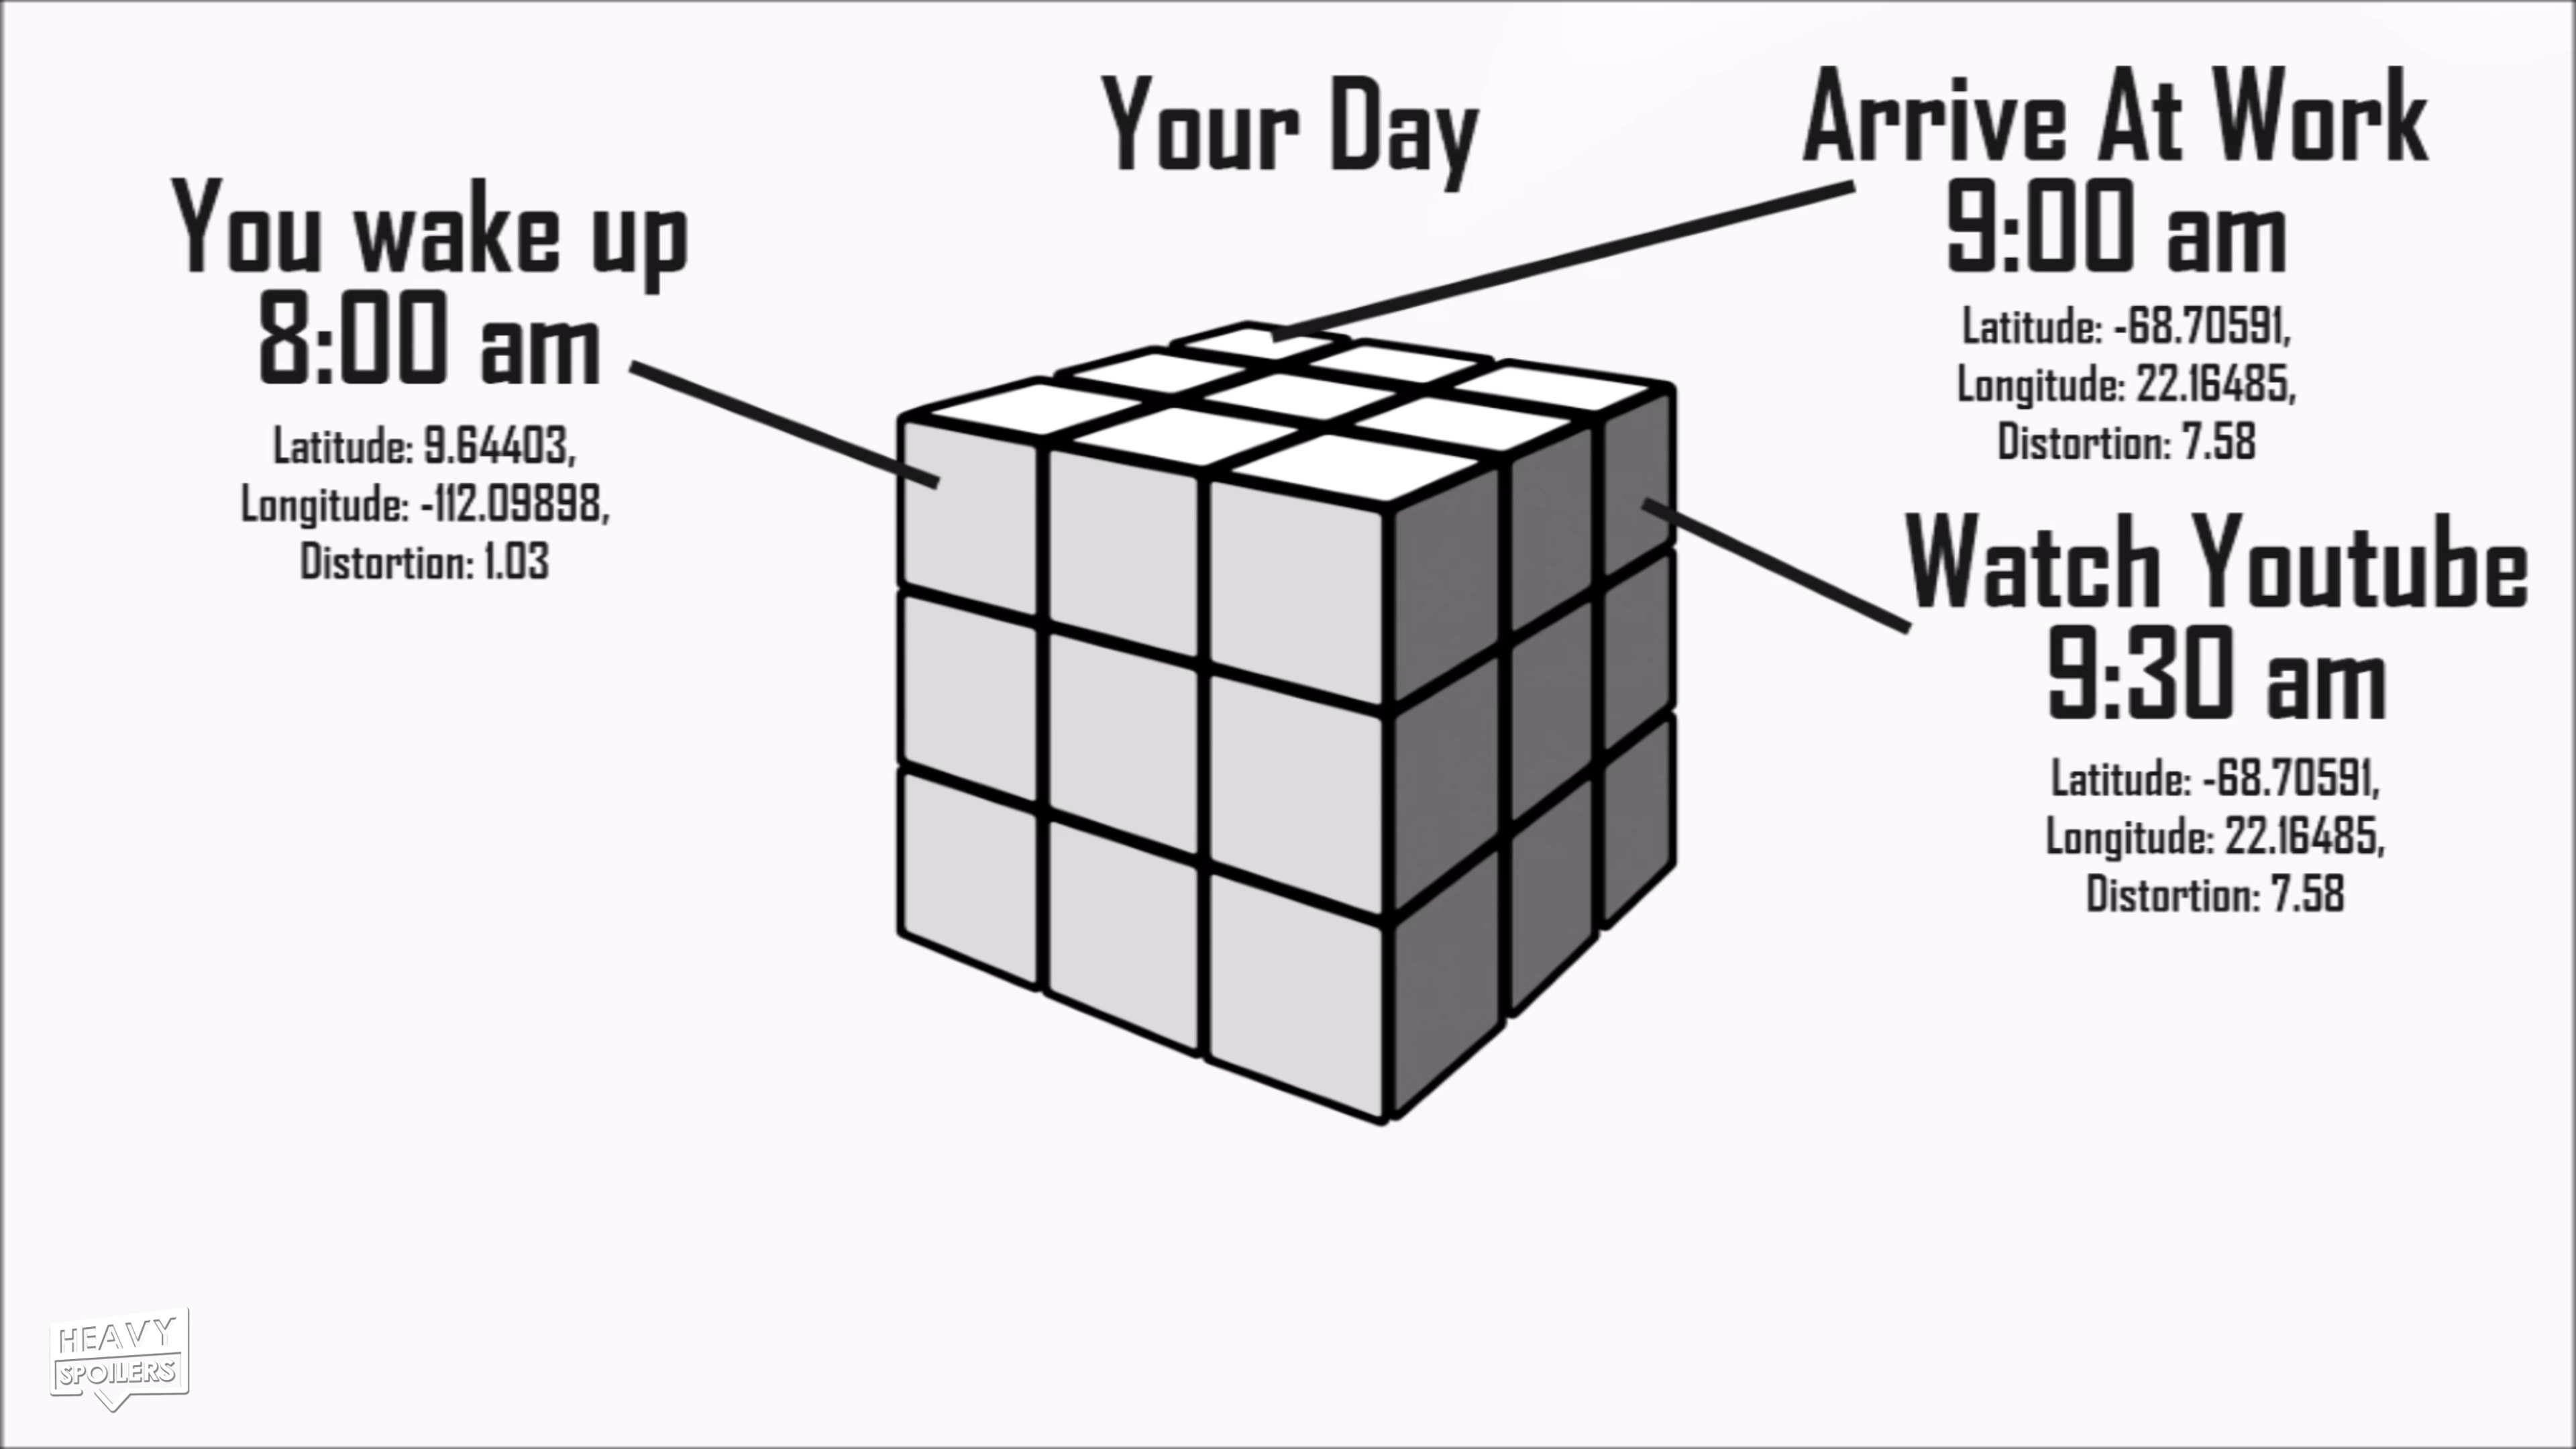 Your Day
You wake up
8:00 am
Latitude: 9.64403,
Longitude: -112.09898,
Distortion: 1.03
Arrive At Work
9:00 am
Latitude: -68.70591,
Longitude: 22.16485,
Distortion: 7.58
Watch Youtube
9:30 am
Latitude: -68.70591,
Longitude: 22.16485,
Distortion: 7.58
HEAVY
SPOILERS